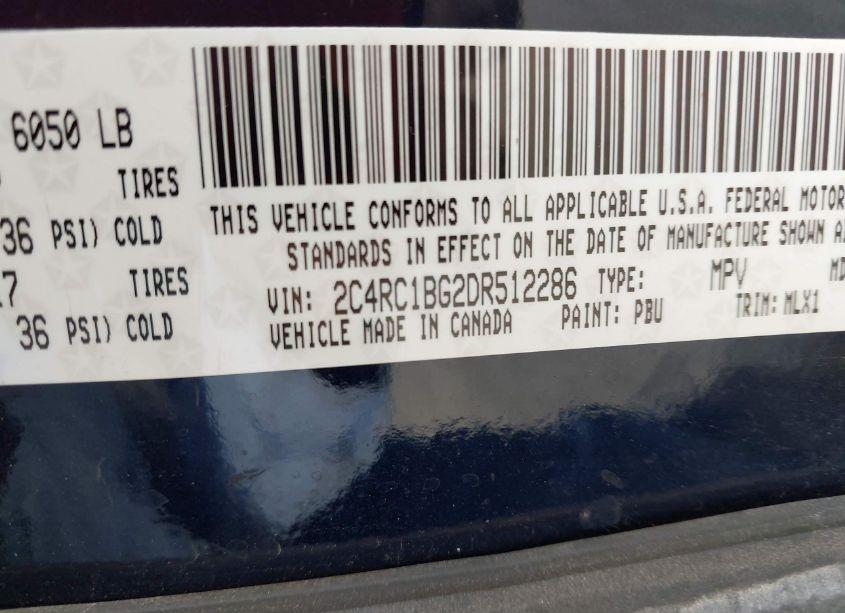 6050 LB
TIRES
36 PSI) COLD
TIRES
36 PSI) COLD
THIS VEHICLE CONFORMS TO ALL APPLICABLE U.S.A. FEDERAL MOTOR
STANDARDS IN EFFECT ON THE DATE OF MANUFACTURE SHOWN
VIN: 2C4RC1BG2DR512286 TYPE: MPV MD
VEHICLE MADE IN CANADA PAINT: PBU TRIM: MLX1